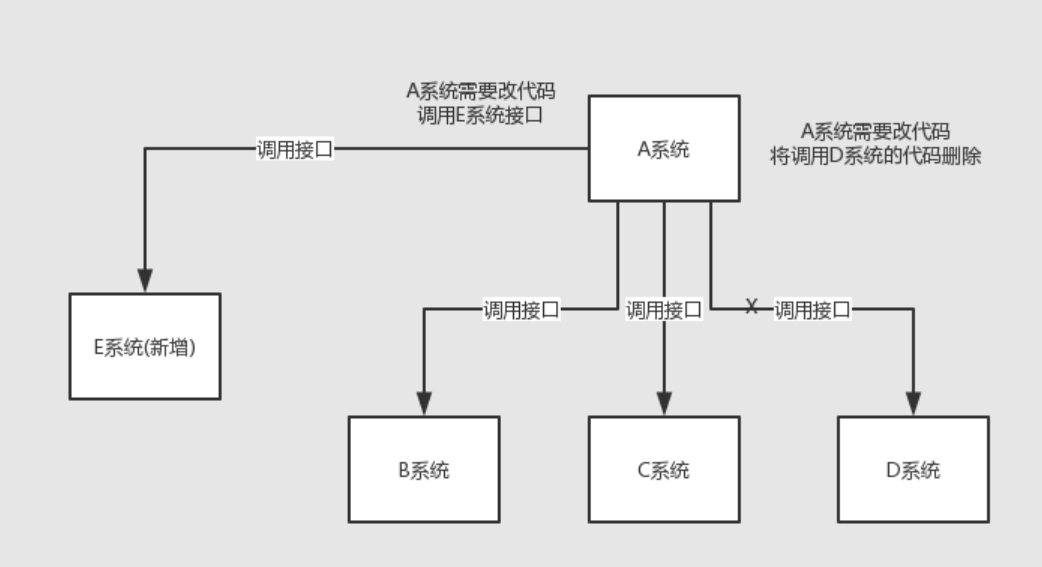 A系统需要改代码
调用E系统接口
A系统
A系统需要改代码
将调用D系统的代码删除
调用接口
调用接口
调用接口
X
调用接口
E系统(新增)
B系统
C系统
D系统